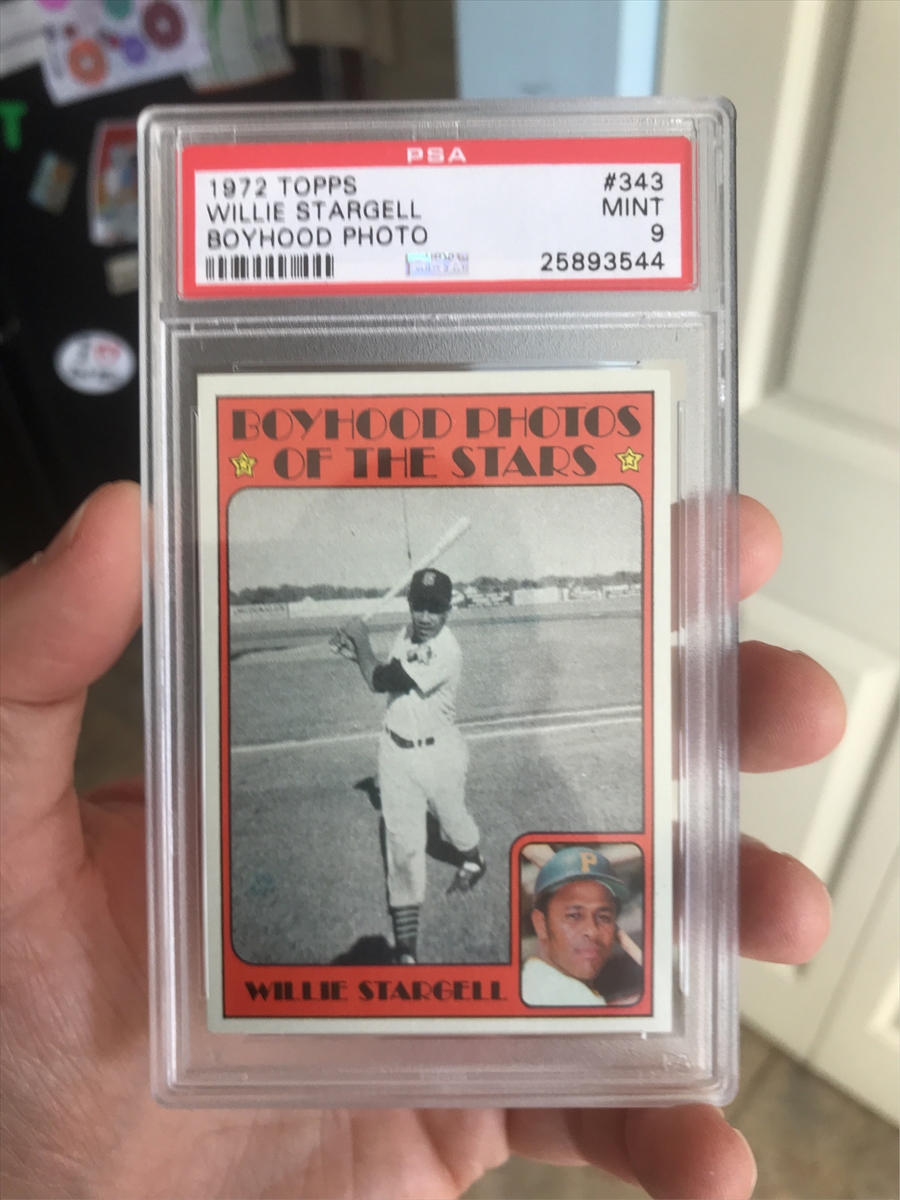 PSA
1972 TOPPS #343
WILLIE STARGELL MINT
BOYHOOD PHOTO 9
25893544
BOYHOOD PHOTOS
OF THE STARS
P
WILLIE STARGELL
T